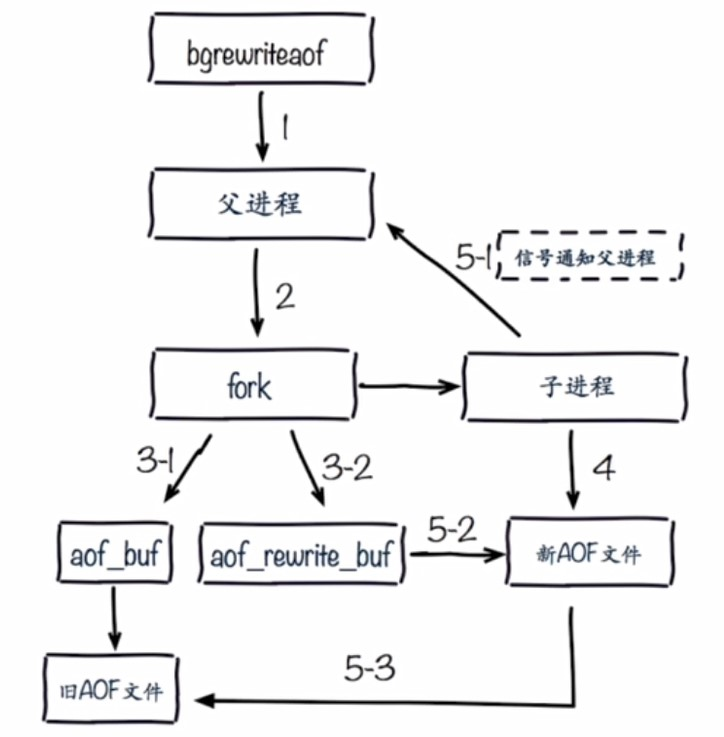 bgrewriteaof
1
父进程
5-1
信号通知父进程
2
fork
子进程
3-1
3-2
4
aof_buf
aof_rewrite_buf
5-2
新AOF文件
旧AOF文件
5-3